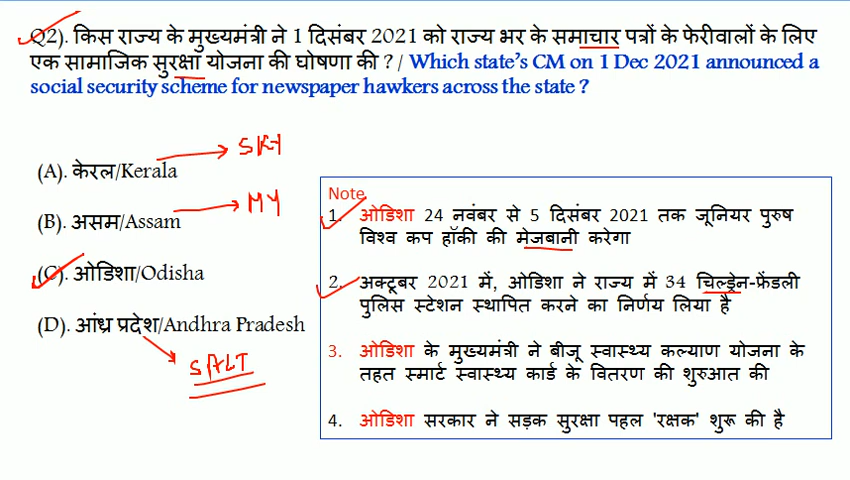 Q2). किस राज्य के मुख्यमंत्री ने 1 दिसंबर 2021 को राज्य भर के समाचार पत्रों के फेरीवालों के लिए
एक सामाजिक सुरक्षा योजना की घोषणा की ? / Which state's CM on 1 Dec 2021 announced a
social security scheme for newspaper hawkers across the state ?
(A). केरल/Kerala
SKY
(B). असम/Assam
MY
(C). ओडिशा/Odisha
(D). आंध्र प्रदेश/Andhra Pradesh
SALT
Note
1. ओडिशा 24 नवंबर से 5 दिसंबर 2021 तक जूनियर पुरुष
विश्व कप हॉकी की मेजबानी करेगा
2. अक्टूबर 2021 में, ओडिशा ने राज्य में 34 चिल्ड्रेन-फ्रेंडली
पुलिस स्टेशन स्थापित करने का निर्णय लिया है
3. ओडिशा के मुख्यमंत्री ने बीजू स्वास्थ्य कल्याण योजना के
तहत स्मार्ट स्वास्थ्य कार्ड के वितरण की शुरुआत की
4. ओडिशा सरकार ने सड़क सुरक्षा पहल 'रक्षक' शुरू की है